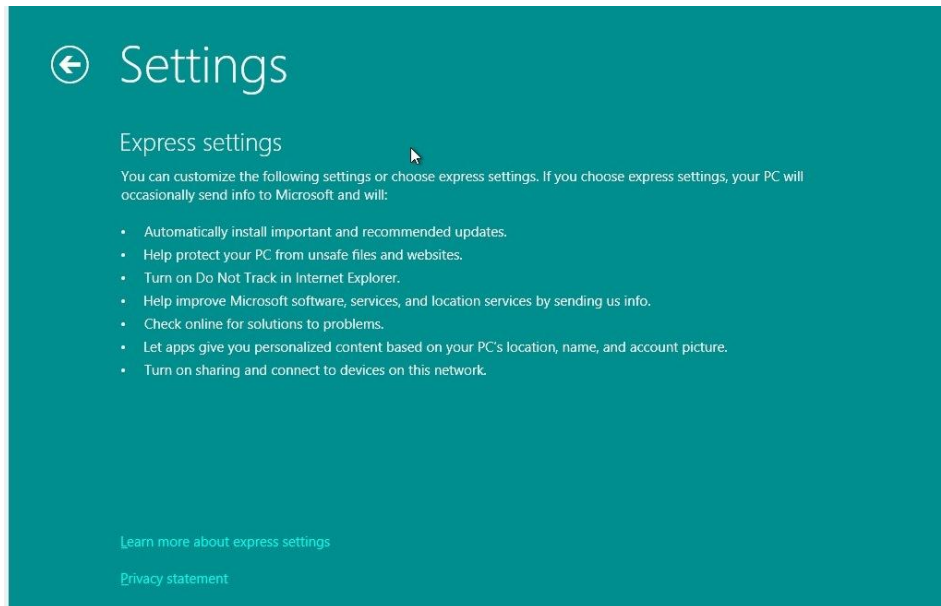 Settings
Express settings
You can customize the following settings or choose express settings. If you choose express settings, your PC will
occasionally send info to Microsoft and will:
• Automatically install important and recommended updates.
• Help protect your PC from unsafe files and websites.
• Turn on Do Not Track in Internet Explorer.
• Help improve Microsoft software, services, and location services by sending us info.
• Check online for solutions to problems.
• Let apps give you personalized content based on your PC's location, name, and account picture.
• Turn on sharing and connect to devices on this network.
Learn more about express settings
Privacy statement